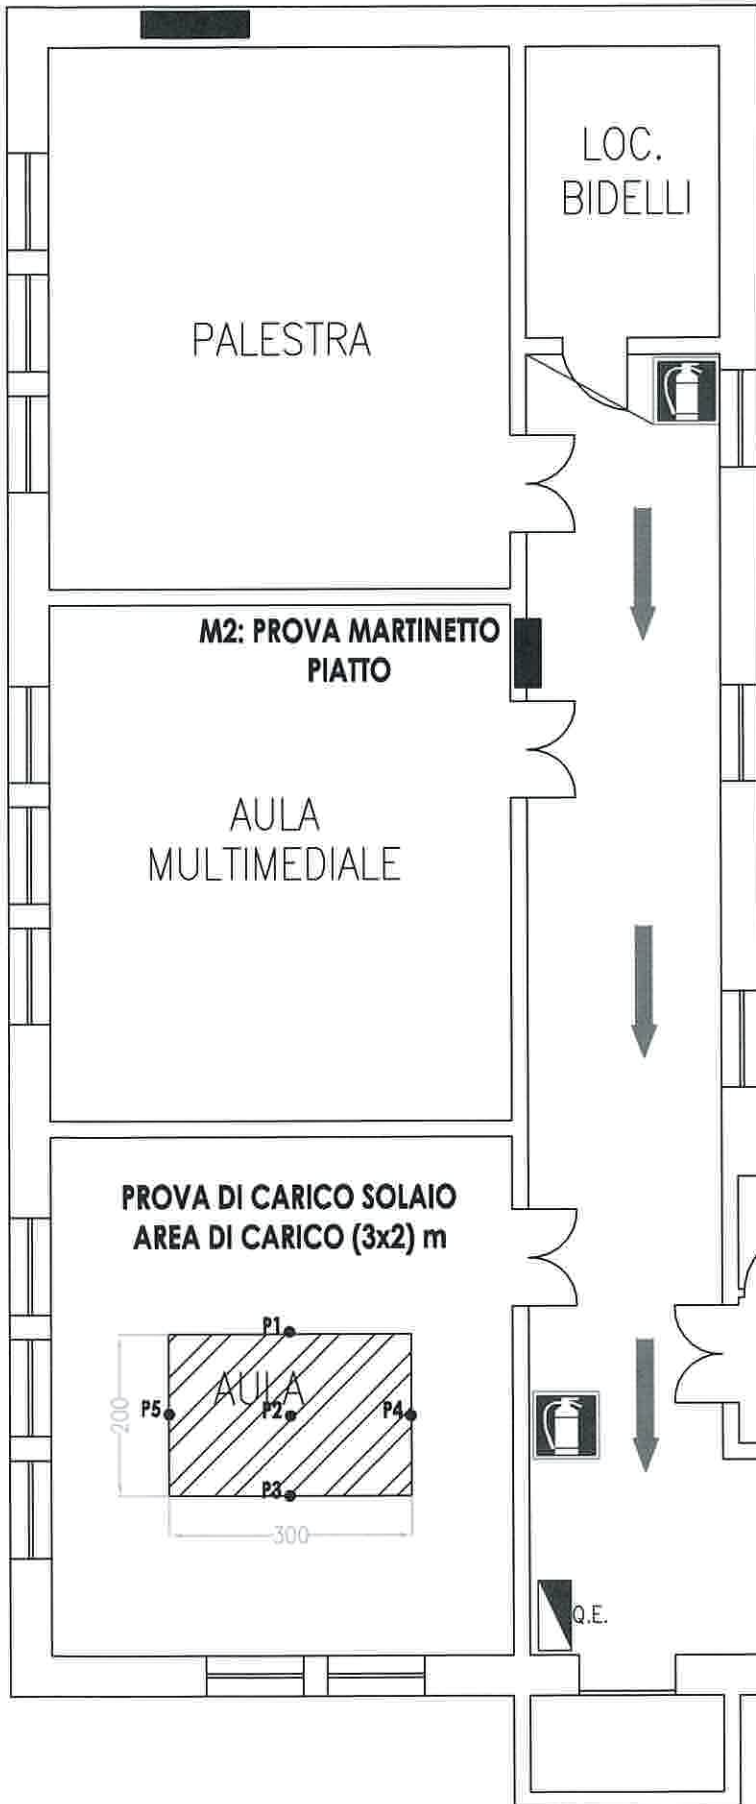 LOC.
BIDELLI
PALESTRA
M2: PROVA MARTINETTO
PIATTO
AULA
MULTIMEDIALE
PROVA DI CARICO SOLAIO
AREA DI CARICO (3x2) m
P1
AULA
P5
P2
P4
200
P3
300
Q.E.